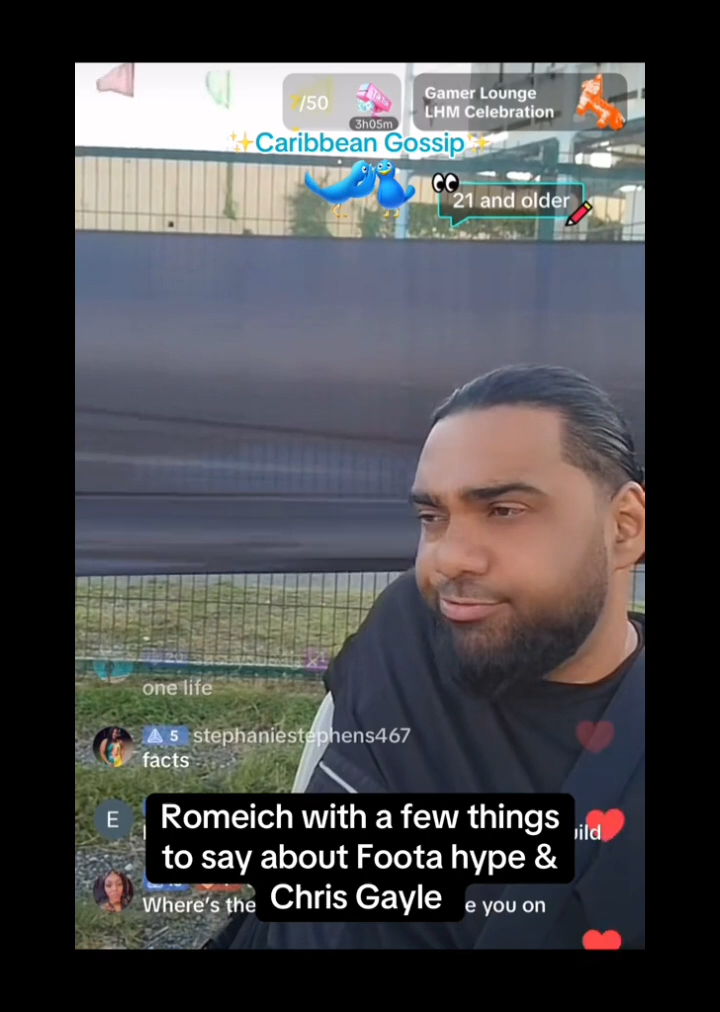 /50
3h05m
Gamer Lounge
LHM Celebration
Caribbean Gossip
21 and older
one life
5 stephaniestephens467
facts
E
uild
Romeich with a few things
to say about Foota hype &
Chris Gayle
Where's the
e you on